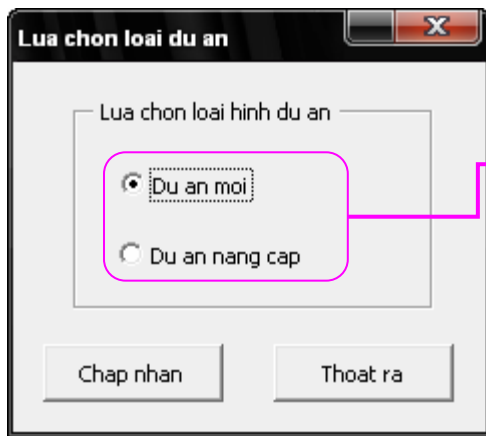 Lua chon loai du an
Lua chon loai hinh du an
Du an moi
Du an nang cap
Chap nhan Thoat ra